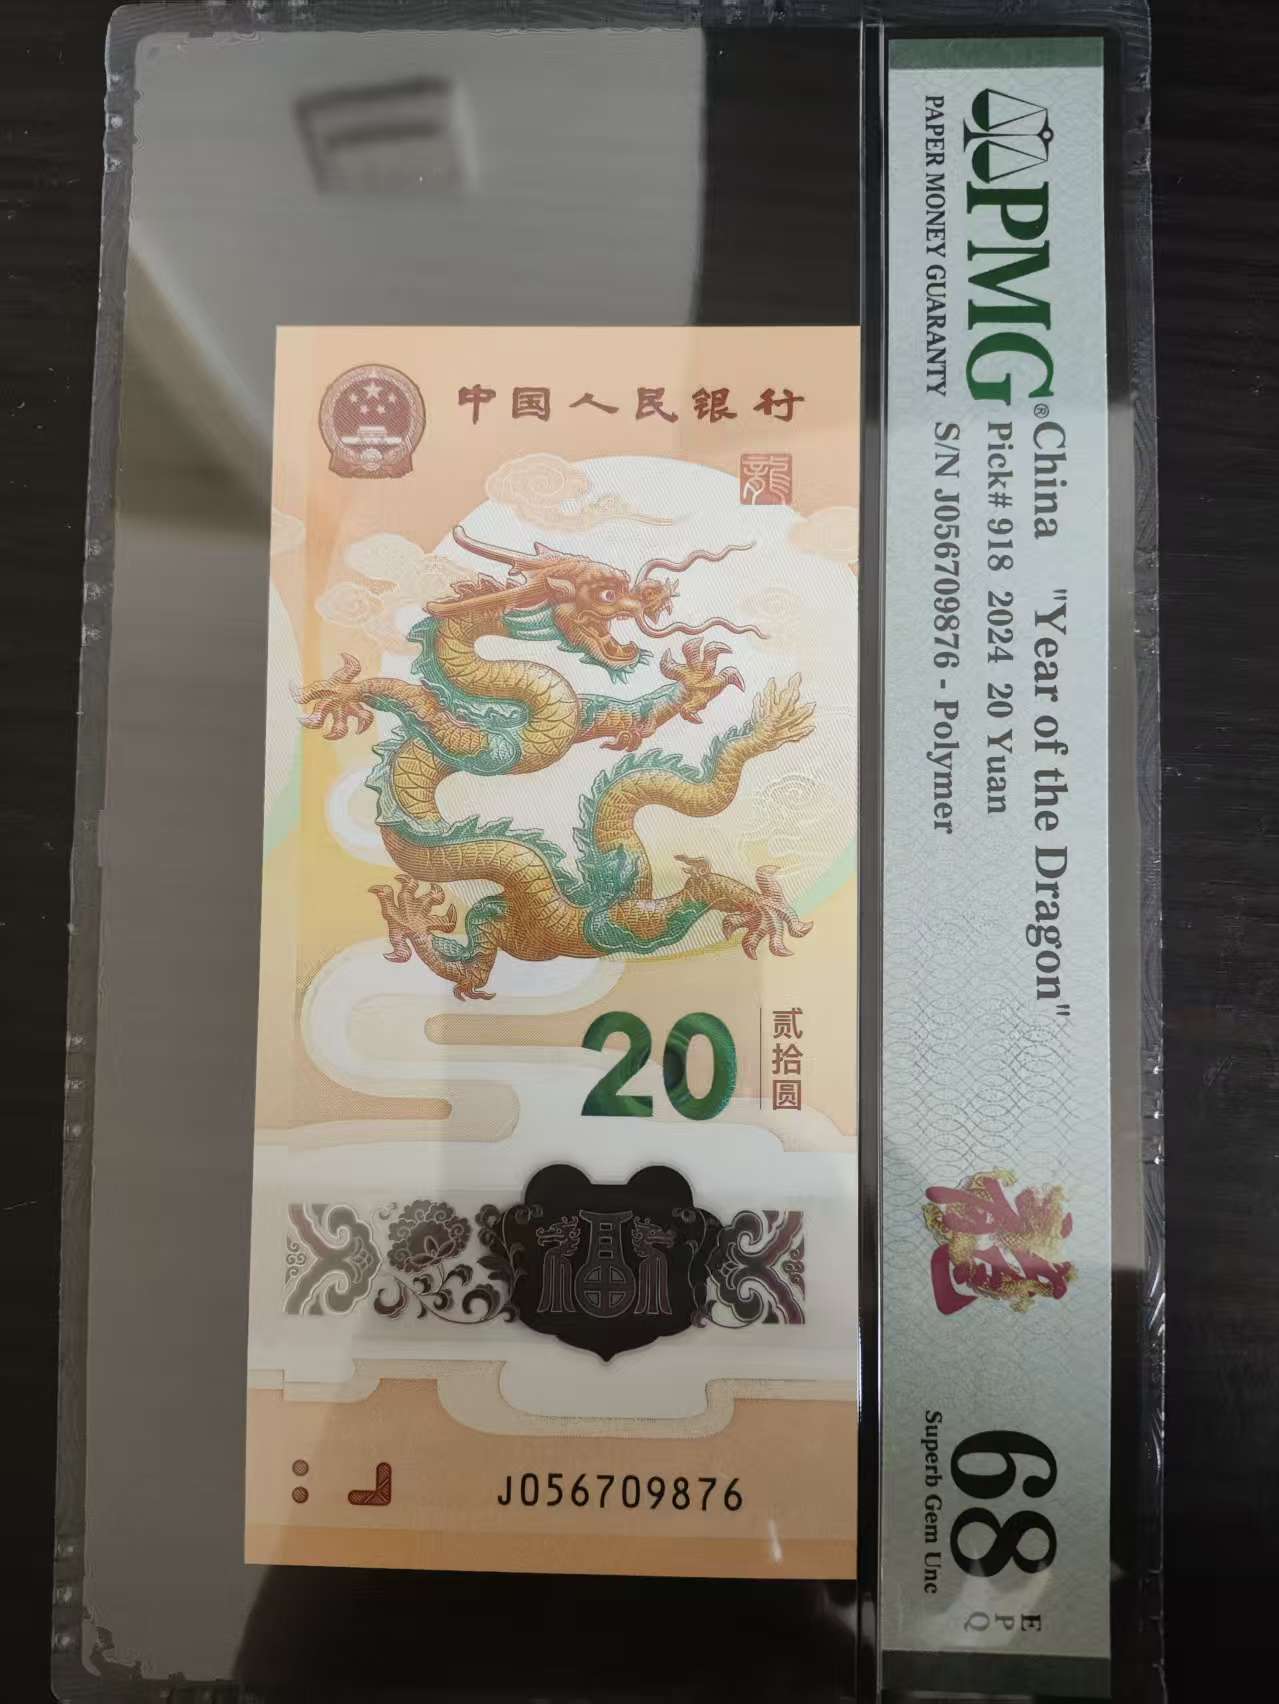 中国人民银行
龍
20
贰拾圆
J056709876
PMG®
PAPER MONEY GUARANTY
China "Year of the Dragon"
Pick# 918 2024 20 Yuan
S/N J056709876 - Polymer
68 EPQ
Superb Gem Unc